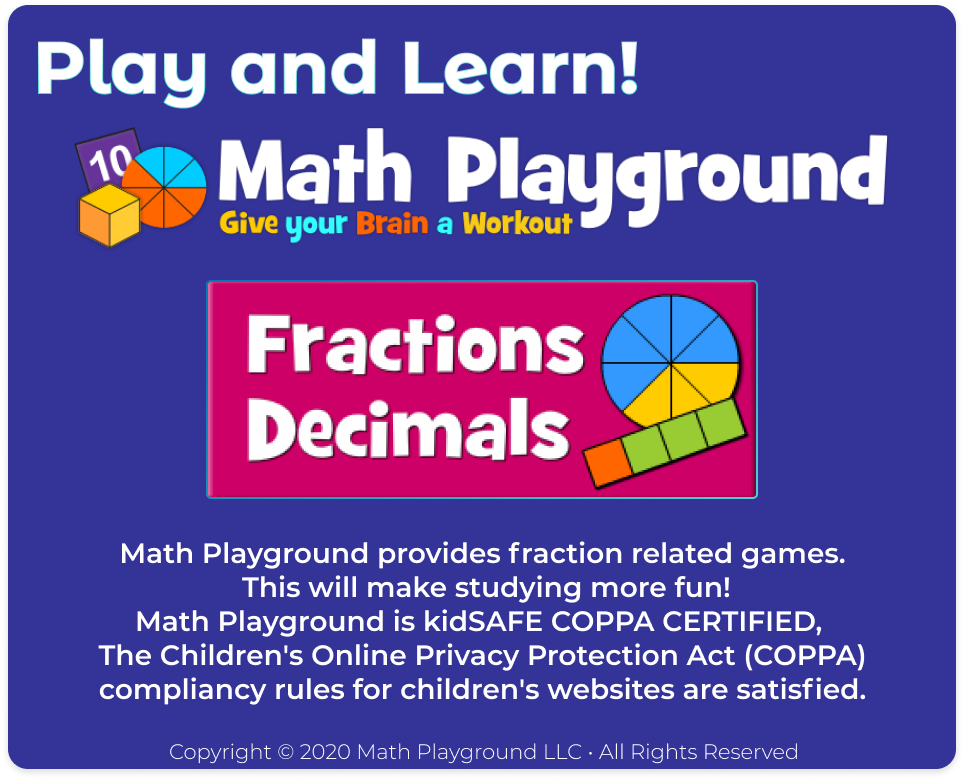 Play and Learn!
10
Math Playground
Give your Brain a Workout
Fractions
Decimals
Math Playground provides fraction related games.
This will make studying more fun!
Math Playground is kidSAFE COPPA CERTIFIED,
The Children's Online Privacy Protection Act (COPPA)
compliancy rules for children's websites are satisfied.
Copyright © 2020 Math Playground LLC • All Rights Reserved